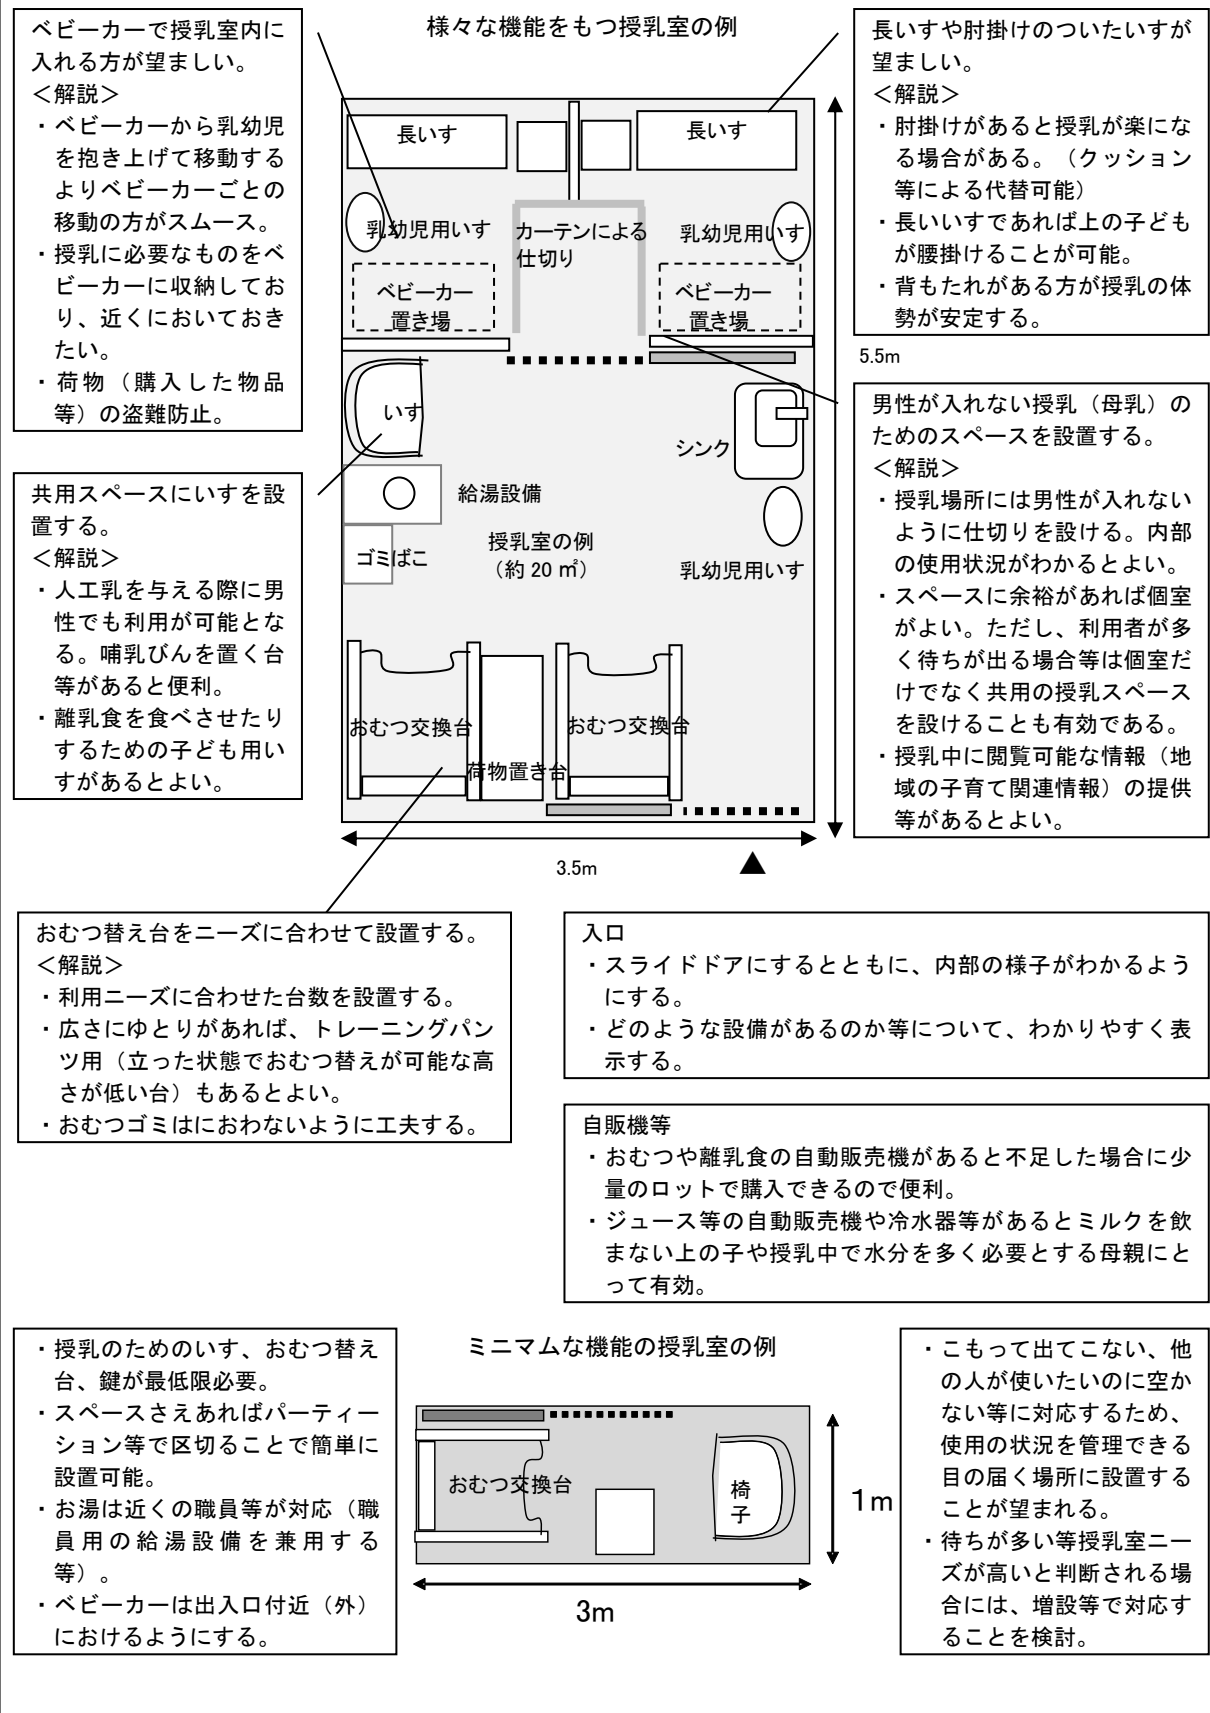 様々な機能をもつ授乳室の例
ベビーカーで授乳室内に
入れる方が望ましい。
＜解説＞
・ベビーカーから乳幼児
を抱き上げて移動する
よりベビーカーごとの
移動の方がスムース。
・授乳に必要なものをベ
ビーカーに収納してお
り、近くにおいておき
たい。
・荷物（購入した物品
等）の盗難防止。
共用スペースにいすを設
置する。
＜解説＞
・人工乳を与える際に男
性でも利用が可能とな
る。哺乳びんを置く台
等があると便利。
・離乳食を食べさせたり
するための子ども用い
すがあるとよい。
長いす
長いす
乳幼児用いす
カーテンによる
仕切り
乳幼児用いす
ベビーカー
置き場
ベビーカー
置き場
いす
シンク
給湯設備
ゴミばこ
授乳室の例
（約 20 ㎡）
乳幼児用いす
おむつ交換台
荷物置き台
おむつ交換台
3.5m
5.5m
長いすや肘掛けのついたいすが
望ましい。
＜解説＞
・肘掛けがあると授乳が楽にな
る場合がある。（クッション
等による代替可能）
・長いいすであれば上の子ども
が腰掛けることが可能。
・背もたれがある方が授乳の体
勢が安定する。
男性が入れない授乳（母乳）の
ためのスペースを設置する。
＜解説＞
・授乳場所には男性が入れない
ように仕切りを設ける。内部
の使用状況がわかるとよい。
・スペースに余裕があれば個室
がよい。ただし、利用者が多
く待ちが出る場合等は個室だ
けでなく共用の授乳スペース
を設けることも有効である。
・授乳中に閲覧可能な情報（地
域の子育て関連情報）の提供
等があるとよい。
おむつ替え台をニーズに合わせて設置する。
＜解説＞
・利用ニーズに合わせた台数を設置する。
・広さにゆとりがあれば、トレーニングパン
ツ用（立った状態でおむつ替えが可能な高
さが低い台）もあるとよい。
・おむつゴミはにおわないように工夫する。
入口
・スライドドアにするとともに、内部の様子がわかるよう
にする。
・どのような設備があるのか等について、わかりやすく表
示する。
自販機等
・おむつや離乳食の自動販売機があると不足した場合に少
量のロットで購入できるので便利。
・ジュース等の自動販売機や冷水器等があるとミルクを飲
まない上の子や授乳中で水分を多く必要とする母親にと
って有効。
ミニマムな機能の授乳室の例
・授乳のためのいす、おむつ替え
台、鍵が最低限必要。
・スペースさえあればパーティー
ション等で区切ることで簡単に
設置可能。
・お湯は近くの職員等が対応（職
員用の給湯設備を兼用する
等）。
・ベビーカーは出入口付近（外）
におけるようにする。
おむつ交換台
椅
子
1m
3m
・こもって出てこない、他
の人が使いたいのに空か
ない等に対応するため、
使用の状況を管理できる
目の届く場所に設置する
ことが望まれる。
・待ちが多い等授乳室ニー
ズが高いと判断される場
合には、増設等で対応す
ることを検討。